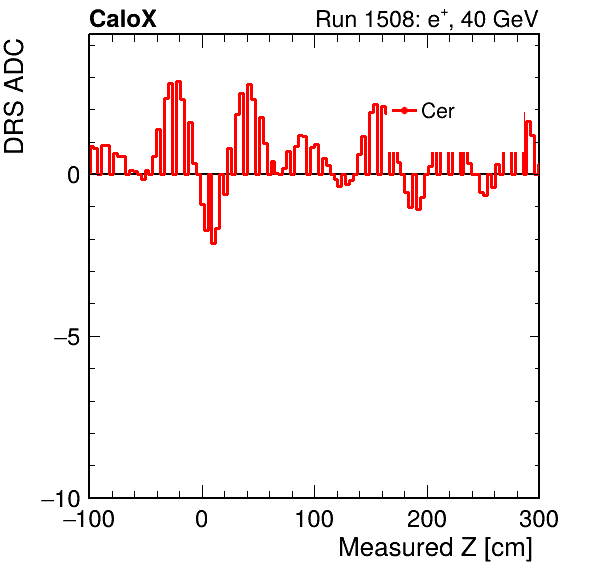 CaloX Run 1508: e⁺, 40 GeV
DRS ADC
Cer
0
−5
−10
−100 0 100 200 300
Measured Z [cm]